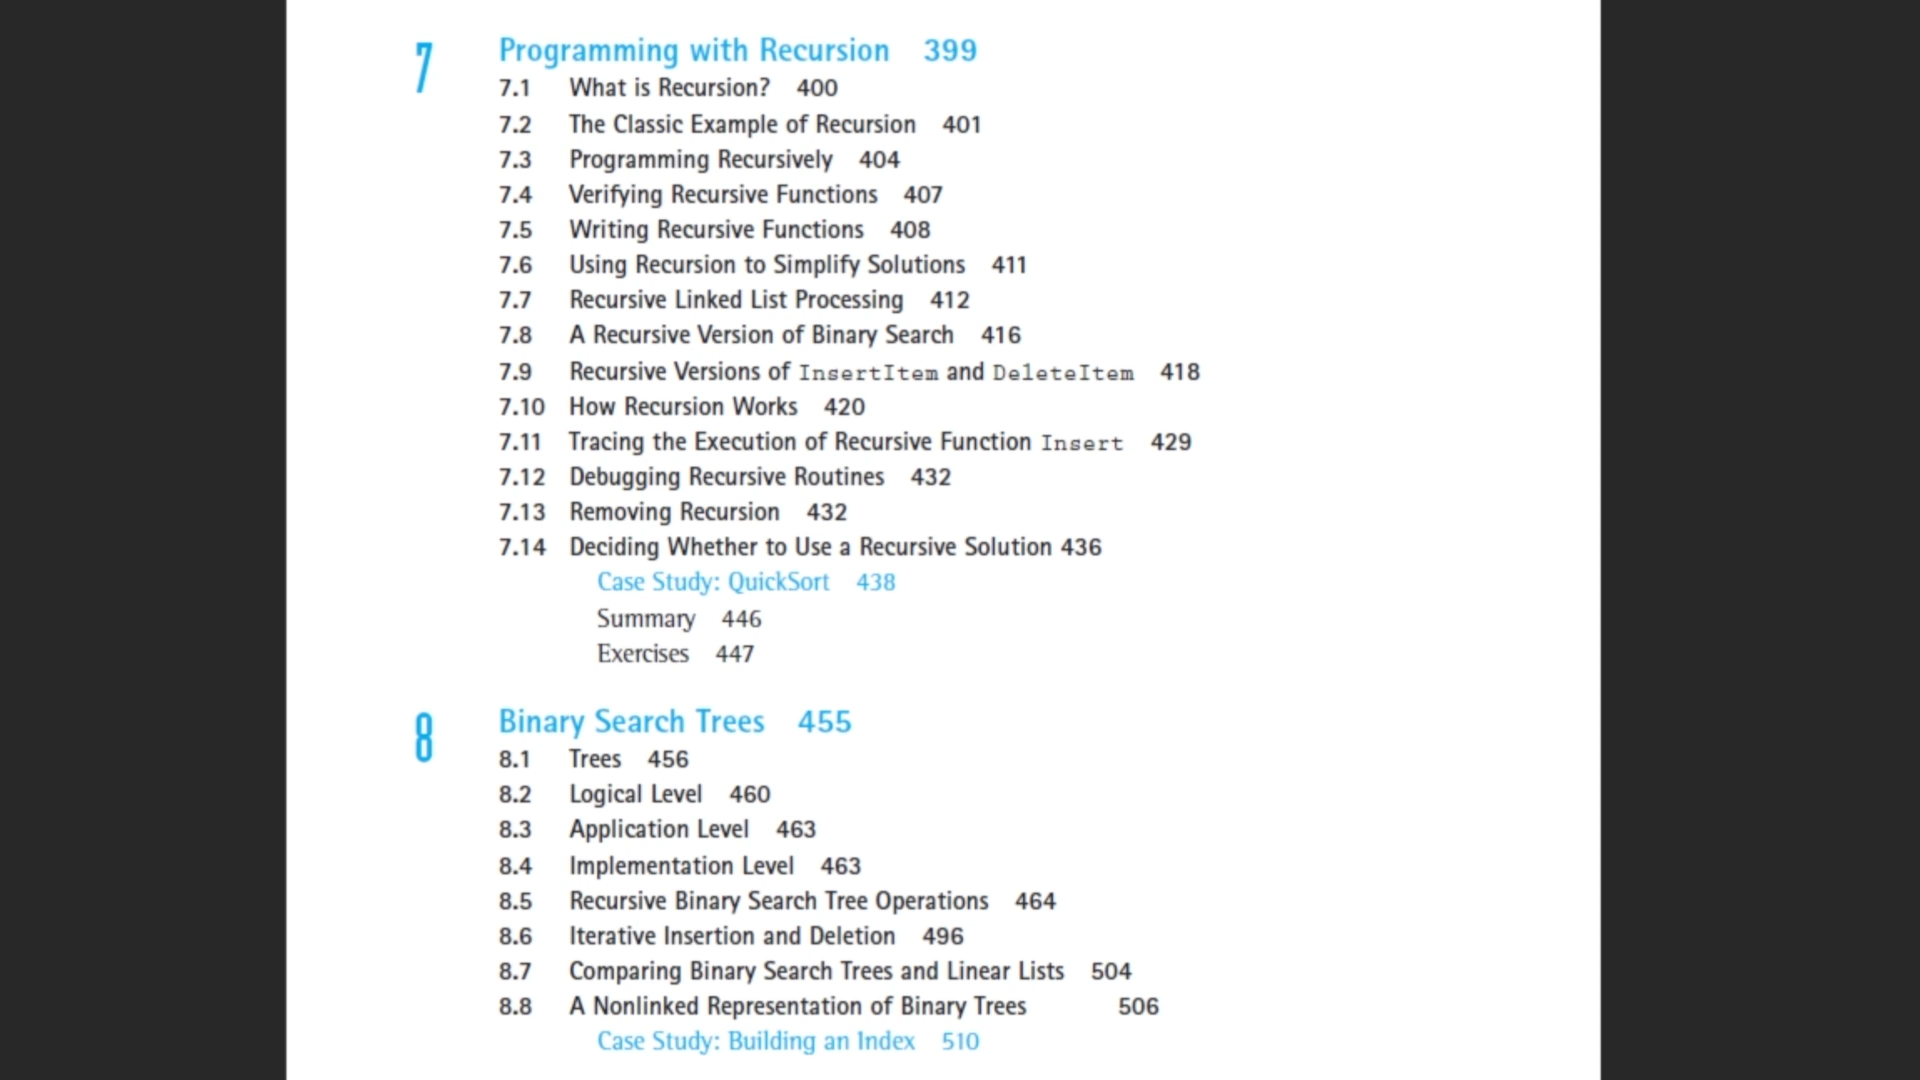 7 Programming with Recursion 399
7.1 What is Recursion? 400
7.2 The Classic Example of Recursion 401
7.3 Programming Recursively 404
7.4 Verifying Recursive Functions 407
7.5 Writing Recursive Functions 408
7.6 Using Recursion to Simplify Solutions 411
7.7 Recursive Linked List Processing 412
7.8 A Recursive Version of Binary Search 416
7.9 Recursive Versions of InsertItem and DeleteItem 418
7.10 How Recursion Works 420
7.11 Tracing the Execution of Recursive Function Insert 429
7.12 Debugging Recursive Routines 432
7.13 Removing Recursion 432
7.14 Deciding Whether to Use a Recursive Solution 436
Case Study: QuickSort 438
Summary 446
Exercises 447
8 Binary Search Trees 455
8.1 Trees 456
8.2 Logical Level 460
8.3 Application Level 463
8.4 Implementation Level 463
8.5 Recursive Binary Search Tree Operations 464
8.6 Iterative Insertion and Deletion 496
8.7 Comparing Binary Search Trees and Linear Lists 504
8.8 A Nonlinked Representation of Binary Trees 506
Case Study: Building an Index 510